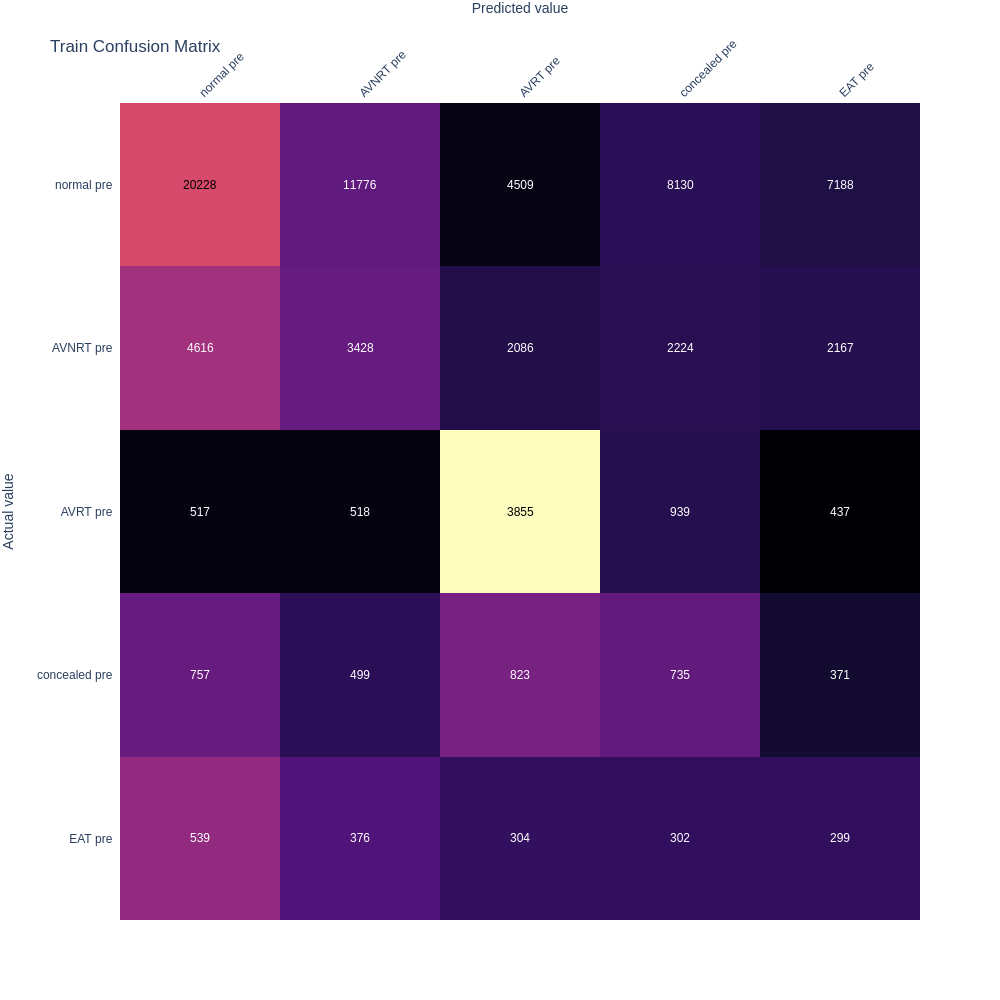 Predicted value
Train Confusion Matrix
normal pre AVNRT pre AVRT pre concealed pre EAT pre
normal pre 20228 11776 4509 8130 7188
AVNRT pre 4616 3428 2086 2224 2167
Actual value
AVRT pre 517 518 3855 939 437
concealed pre 757 499 823 735 371
EAT pre 539 376 304 302 299